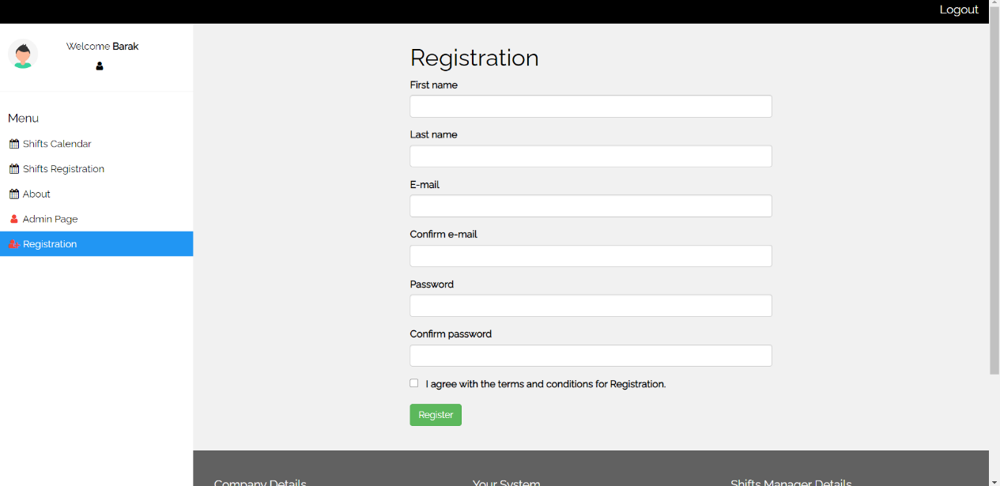 Logout
Welcome Barak
Menu
Shifts Calendar
Shifts Registration
About
Admin Page
Registration
Registration
First name
Last name
E-mail
Confirm e-mail
Password
Confirm password
I agree with the terms and conditions for Registration.
Register
Company Details
Your System
Shifts Manager Details